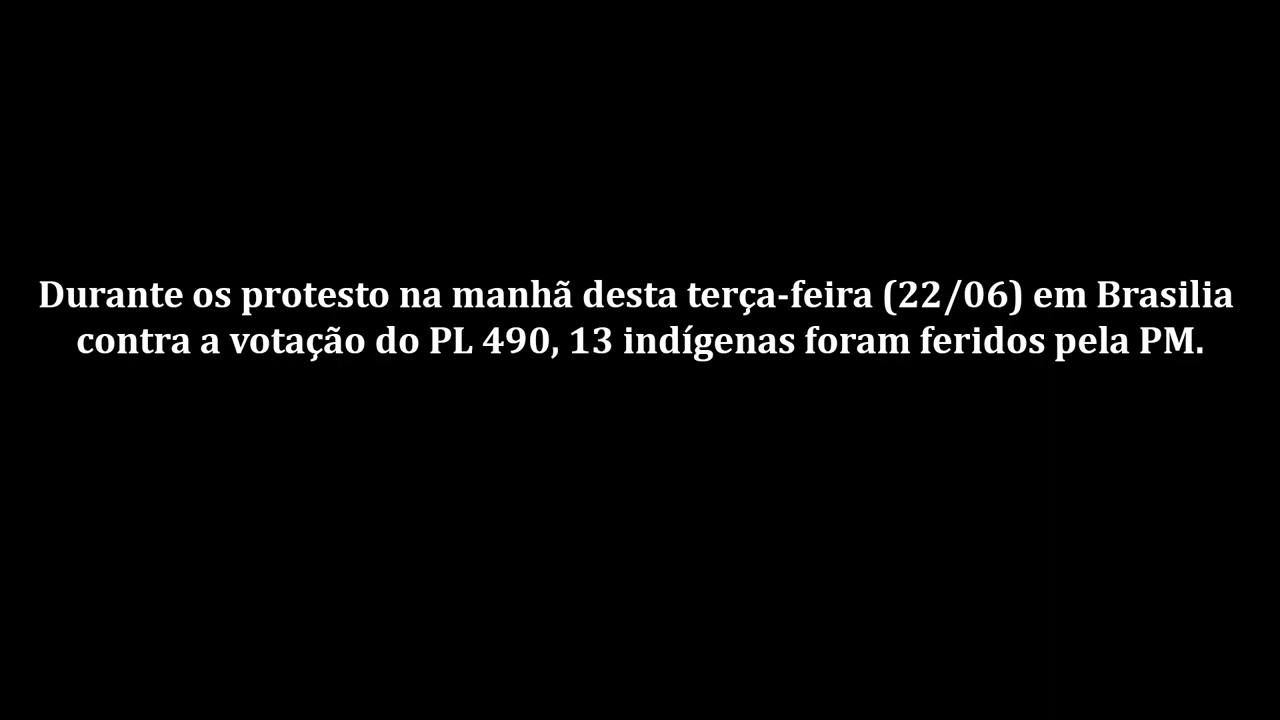 Durante os protesto na manhã desta terça-feira (22/06) em Brasilia
contra a votação do PL 490, 13 indígenas foram feridos pela PM.